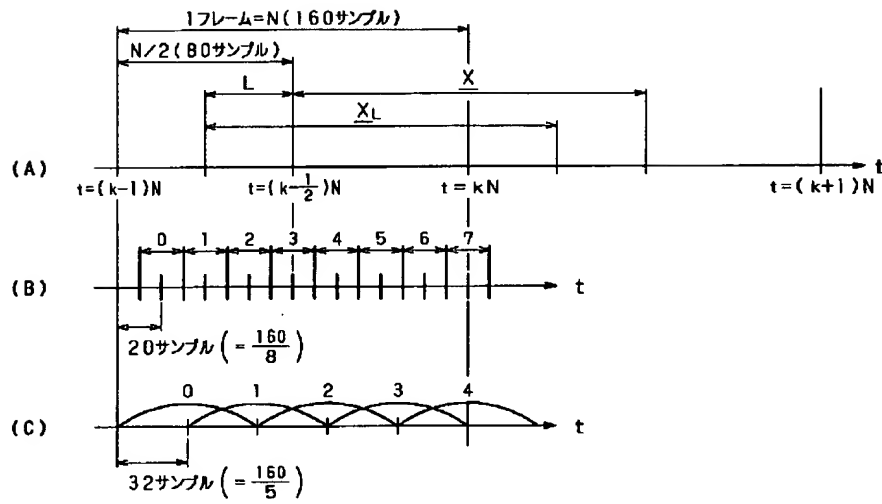 1フレーム=N(160サンプル)
N/2(80サンプル)
L
X
XL
(A)
t
t=(k-1)N
t=(k-1/2)N
t=kN
t=(k+1)N
0 1 2 3 4 5 6 7
(B)
t
20サンプル(=160/8)
0 1 2 3 4
(C)
t
32サンプル(=160/5)